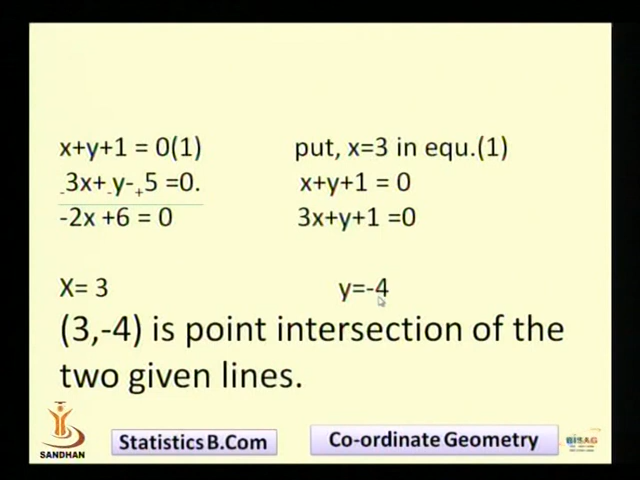 x+y+1 = 0(1)
-3x+ -y-+5 =0.
-2x +6 = 0
X= 3
put, x=3 in equ.(1)
x+y+1 = 0
3x+y+1 =0
y=-4
(3,-4) is point intersection of the
two given lines.
SANDHAN
Statistics B.Com
Co-ordinate Geometry
BISAG